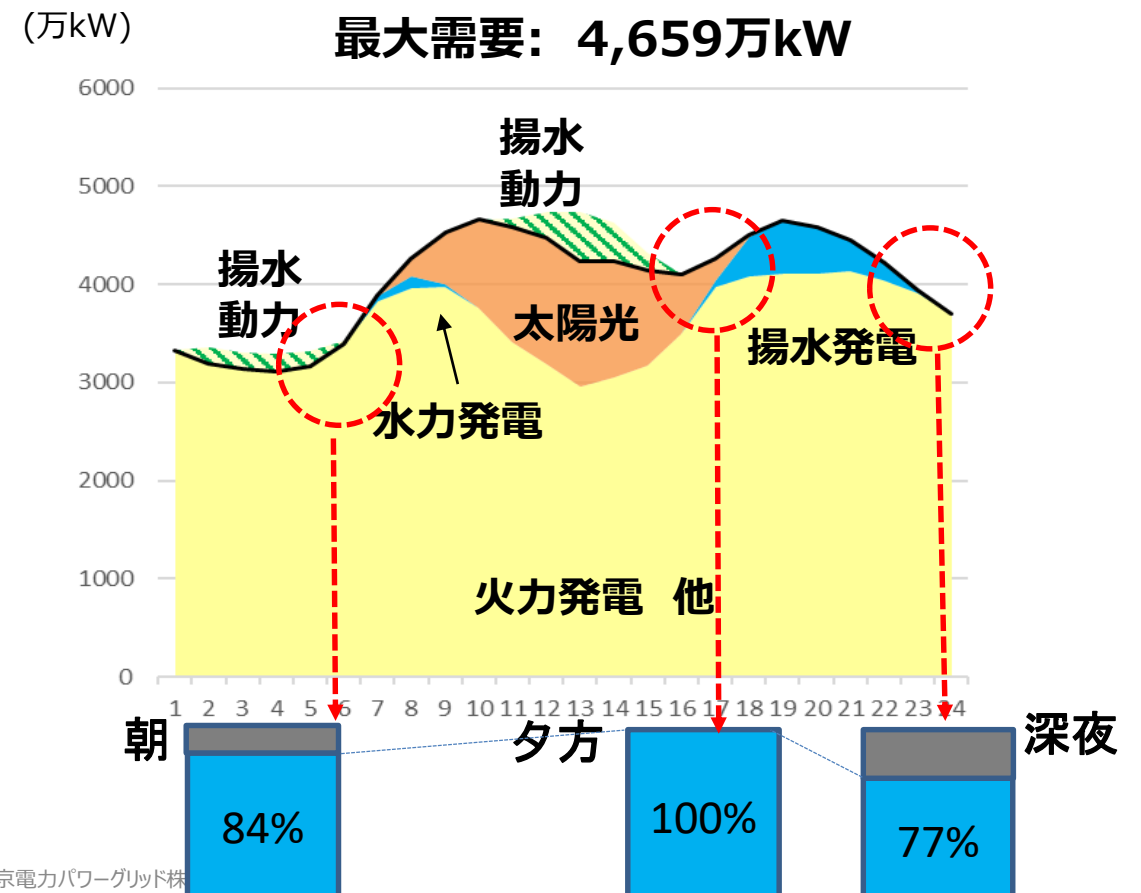 (万kW)
最大需要: 4,659万kW
6000
5000
4000
3000
2000
1000
0
揚水
動力
揚水
動力
太陽光
水力発電
揚水発電
火力発電 他
1 2 3 4 5 6 7 8 9 10 11 12 13 14 15 16 17 18 19 20 21 22 23 24
朝
夕方
深夜
84%
100%
77%
京電力パワーグリッド株